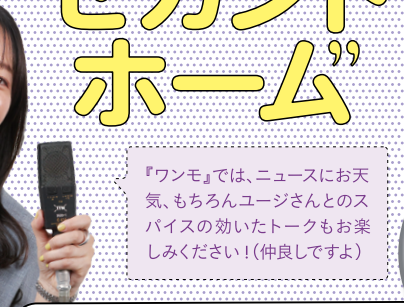 セカンド
ホーム”
『ワンモ』では、ニュースにお天
気、もちろんユージさんとのス
パイスの効いたトークもお楽
しみください！（仲良しですよ）